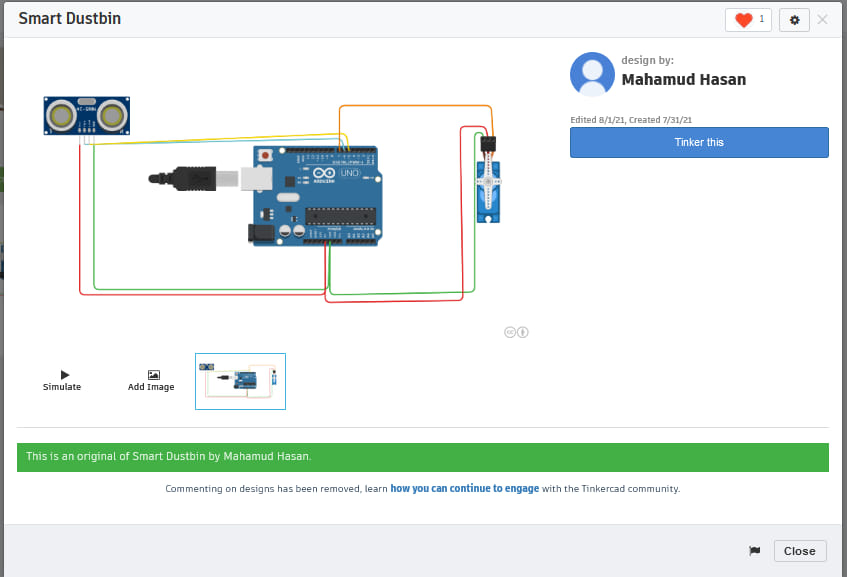 Smart Dustbin
1
design by:
Mahamud Hasan
Edited 8/1/21, Created 7/31/21
Tinker this
ARDUINO
UNO
Simulate
Add Image
This is an original of Smart Dustbin by Mahamud Hasan.
Commenting on designs has been removed, learn how you can continue to engage with the Tinkercad community.
Close